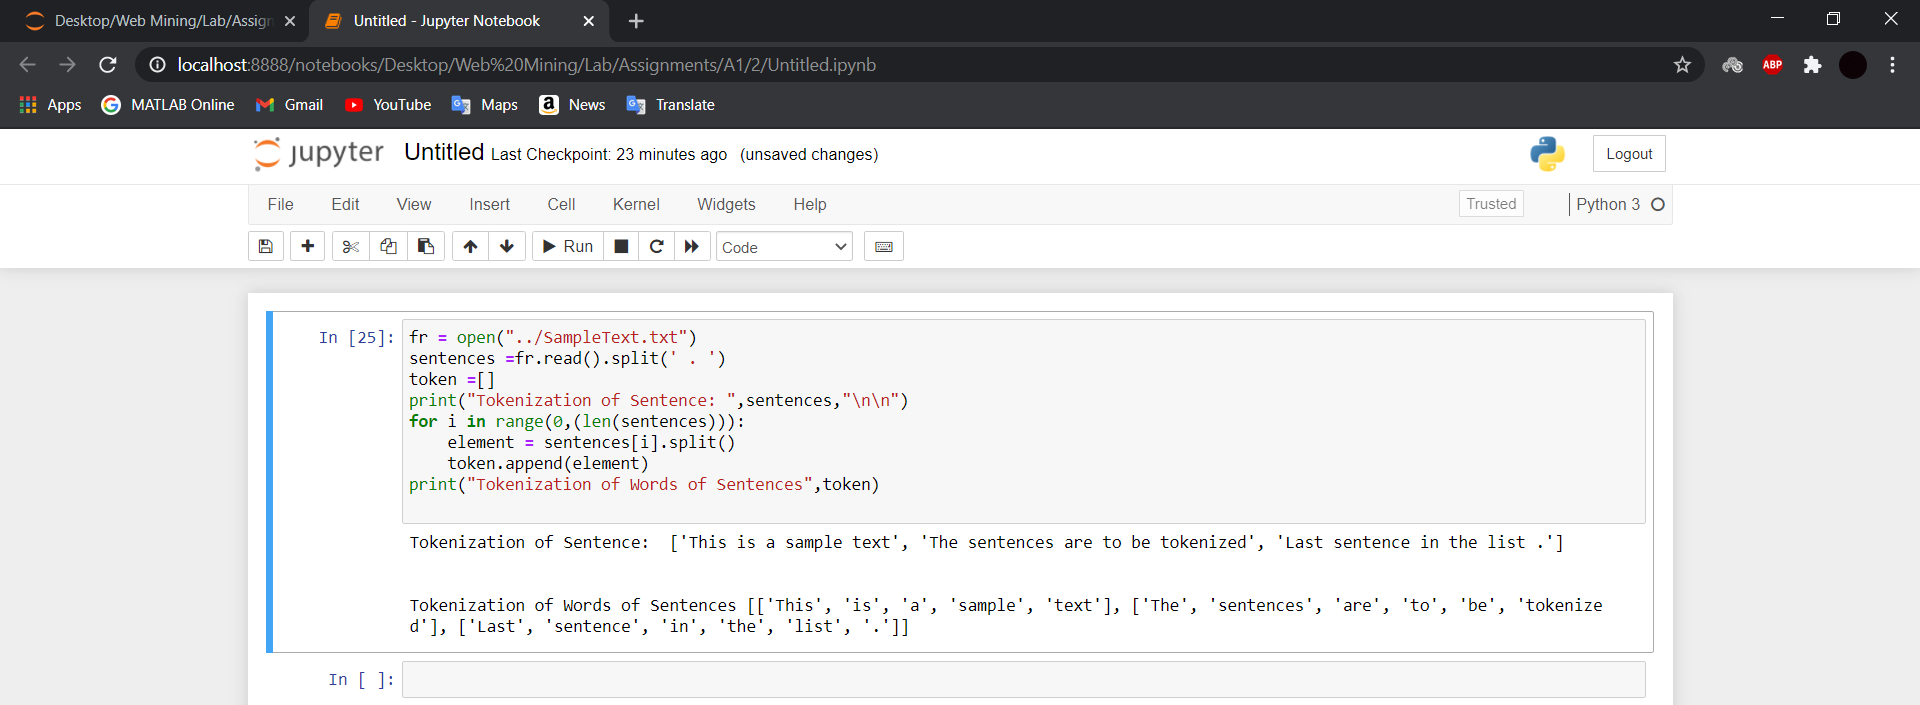 Desktop/Web Mining/Lab/Assign
Untitled - Jupyter Notebook
localhost:8888/notebooks/Desktop/Web%20Mining/Lab/Assignments/A1/2/Untitled.ipynb
ABP
Apps
G MATLAB Online
Gmail
YouTube
G Maps
a News
G Translate
jupyter Untitled Last Checkpoint: 23 minutes ago (unsaved changes)
Logout
File Edit View Insert Cell Kernel Widgets Help
Trusted
Python 3
Run
Code
In [25]:
fr = open("../SampleText.txt")
sentences =fr.read().split(' . ')
token =[]
print("Tokenization of Sentence: ",sentences,"\n\n")
for i in range(0,(len(sentences))):
    element = sentences[i].split()
    token.append(element)
print("Tokenization of Words of Sentences",token)
Tokenization of Sentence:  ['This is a sample text', 'The sentences are to be tokenized', 'Last sentence in the list .']
Tokenization of Words of Sentences [['This', 'is', 'a', 'sample', 'text'], ['The', 'sentences', 'are', 'to', 'be', 'tokenize
d'], ['Last', 'sentence', 'in', 'the', 'list', '.']]
In [ ]: